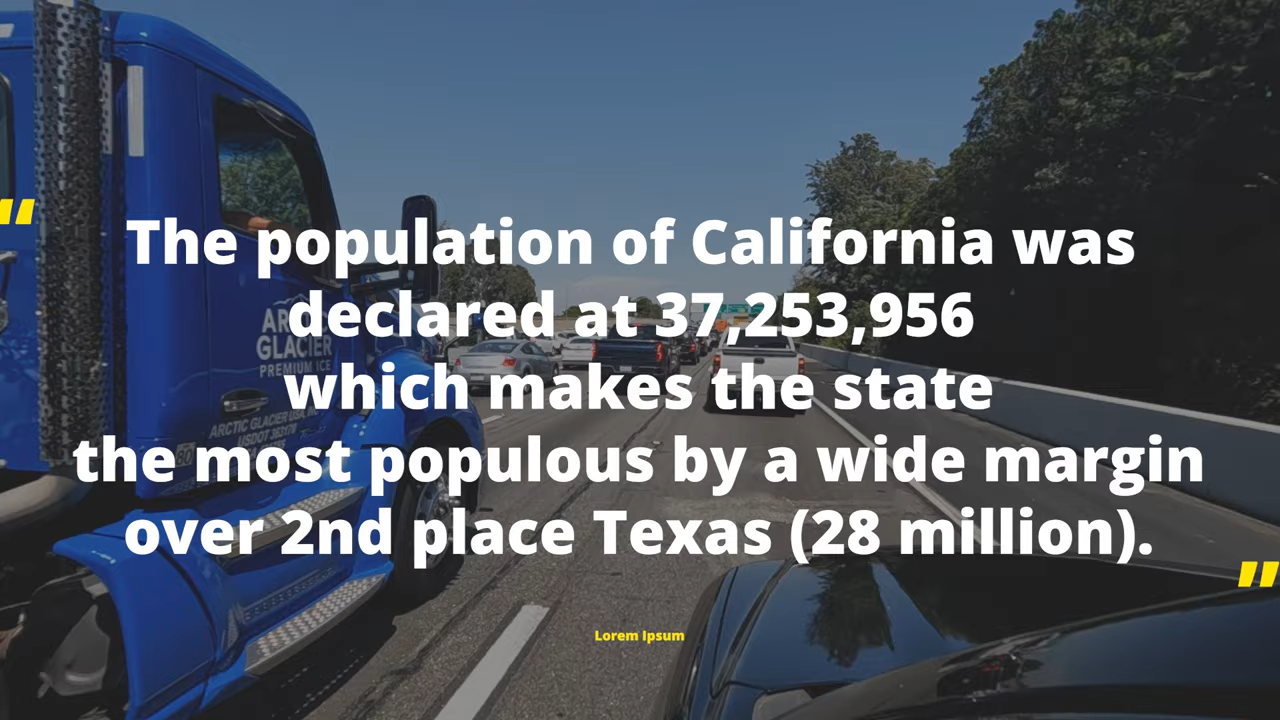 “
The population of California was
declared at 37,253,956
which makes the state
the most populous by a wide margin
over 2nd place Texas (28 million).
”
Lorem Ipsum
GLACIER
PREMIUM ICE
ARCTIC GLACIER USA
USDOT